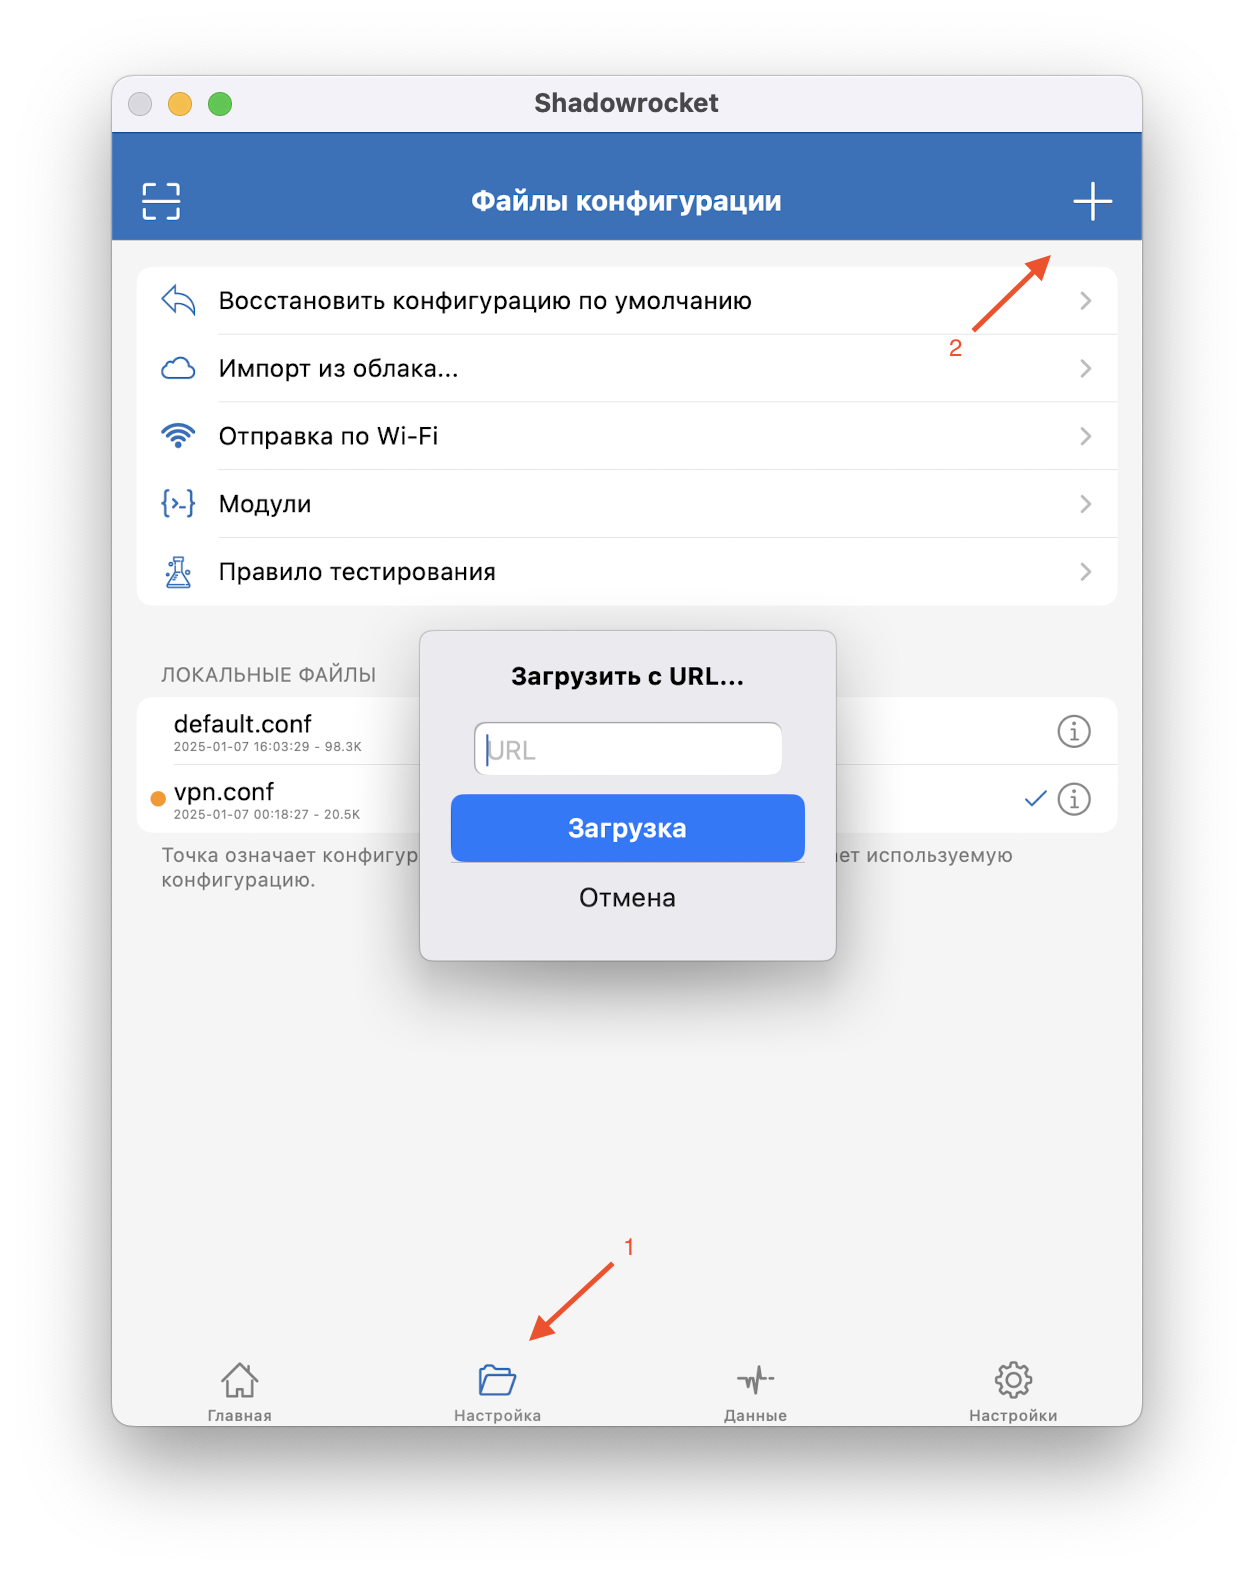 Shadowrocket
Файлы конфигурации
Восстановить конфигурацию по умолчанию
2
Импорт из облака...
Отправка по Wi-Fi
Модули
Правило тестирования
ЛОКАЛЬНЫЕ ФАЙЛЫ
default.conf
2025-01-07 16:03:29 - 98.3K
vpn.conf
2025-01-07 00:18:27 - 20.5K
Точка означает конфигур
ет используемую
конфигурацию.
Загрузить с URL...
URL
Загрузка
Отмена
1
Главная
Настройка
Данные
Настройки